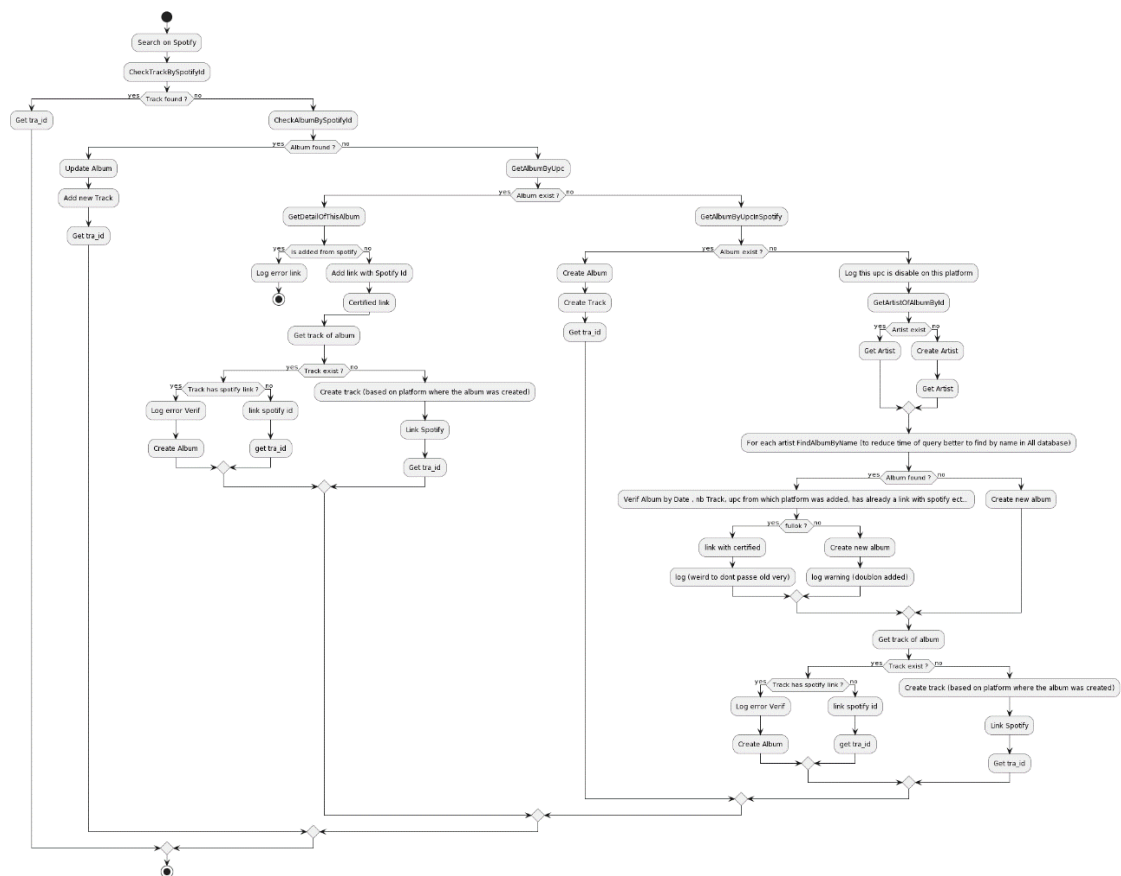 Search on Spotify
CheckTrackBySpotifyId
yes Track found ? no
Get tra_id
CheckAlbumBySpotifyId
yes Album found ? no
Update Album
Add new Track
Get tra_id
GetAlbumByUpc
yes Album exist ? no
GetDetailOfThisAlbum
yes is added from spotify no
Log error link
Add link with Spotify Id
Certified link
Get track of album
yes Track exist ? no
yes Track has spotify link ? no
Log error Verif
Create Album
link spotify id
get tra_id
Create track (based on platform where the album was created)
Link Spotify
Get tra_id
GetAlbumByUpcInSpotify
yes Album exist ? no
Create Album
Create Track
Get tra_id
Log this upc is disable on this platform
GetArtistOfAlbumById
yes Artist exist no
Get Artist
Create Artist
Get Artist
For each artist FindAlbumByName (to reduce time of query better to find by name in All database)
yes Album found ? no
Verif Album by Date , nb Track, upc from which platform was added, has already a link with spotify ect..
yes fullok ? no
link with certified
log (weird to dont passe old very)
Create new album
log warning (doublon added)
Create new album
Get track of album
yes Track exist ? no
yes Track has spotify link ? no
Log error Verif
Create Album
link spotify id
get tra_id
Create track (based on platform where the album was created)
Link Spotify
Get tra_id